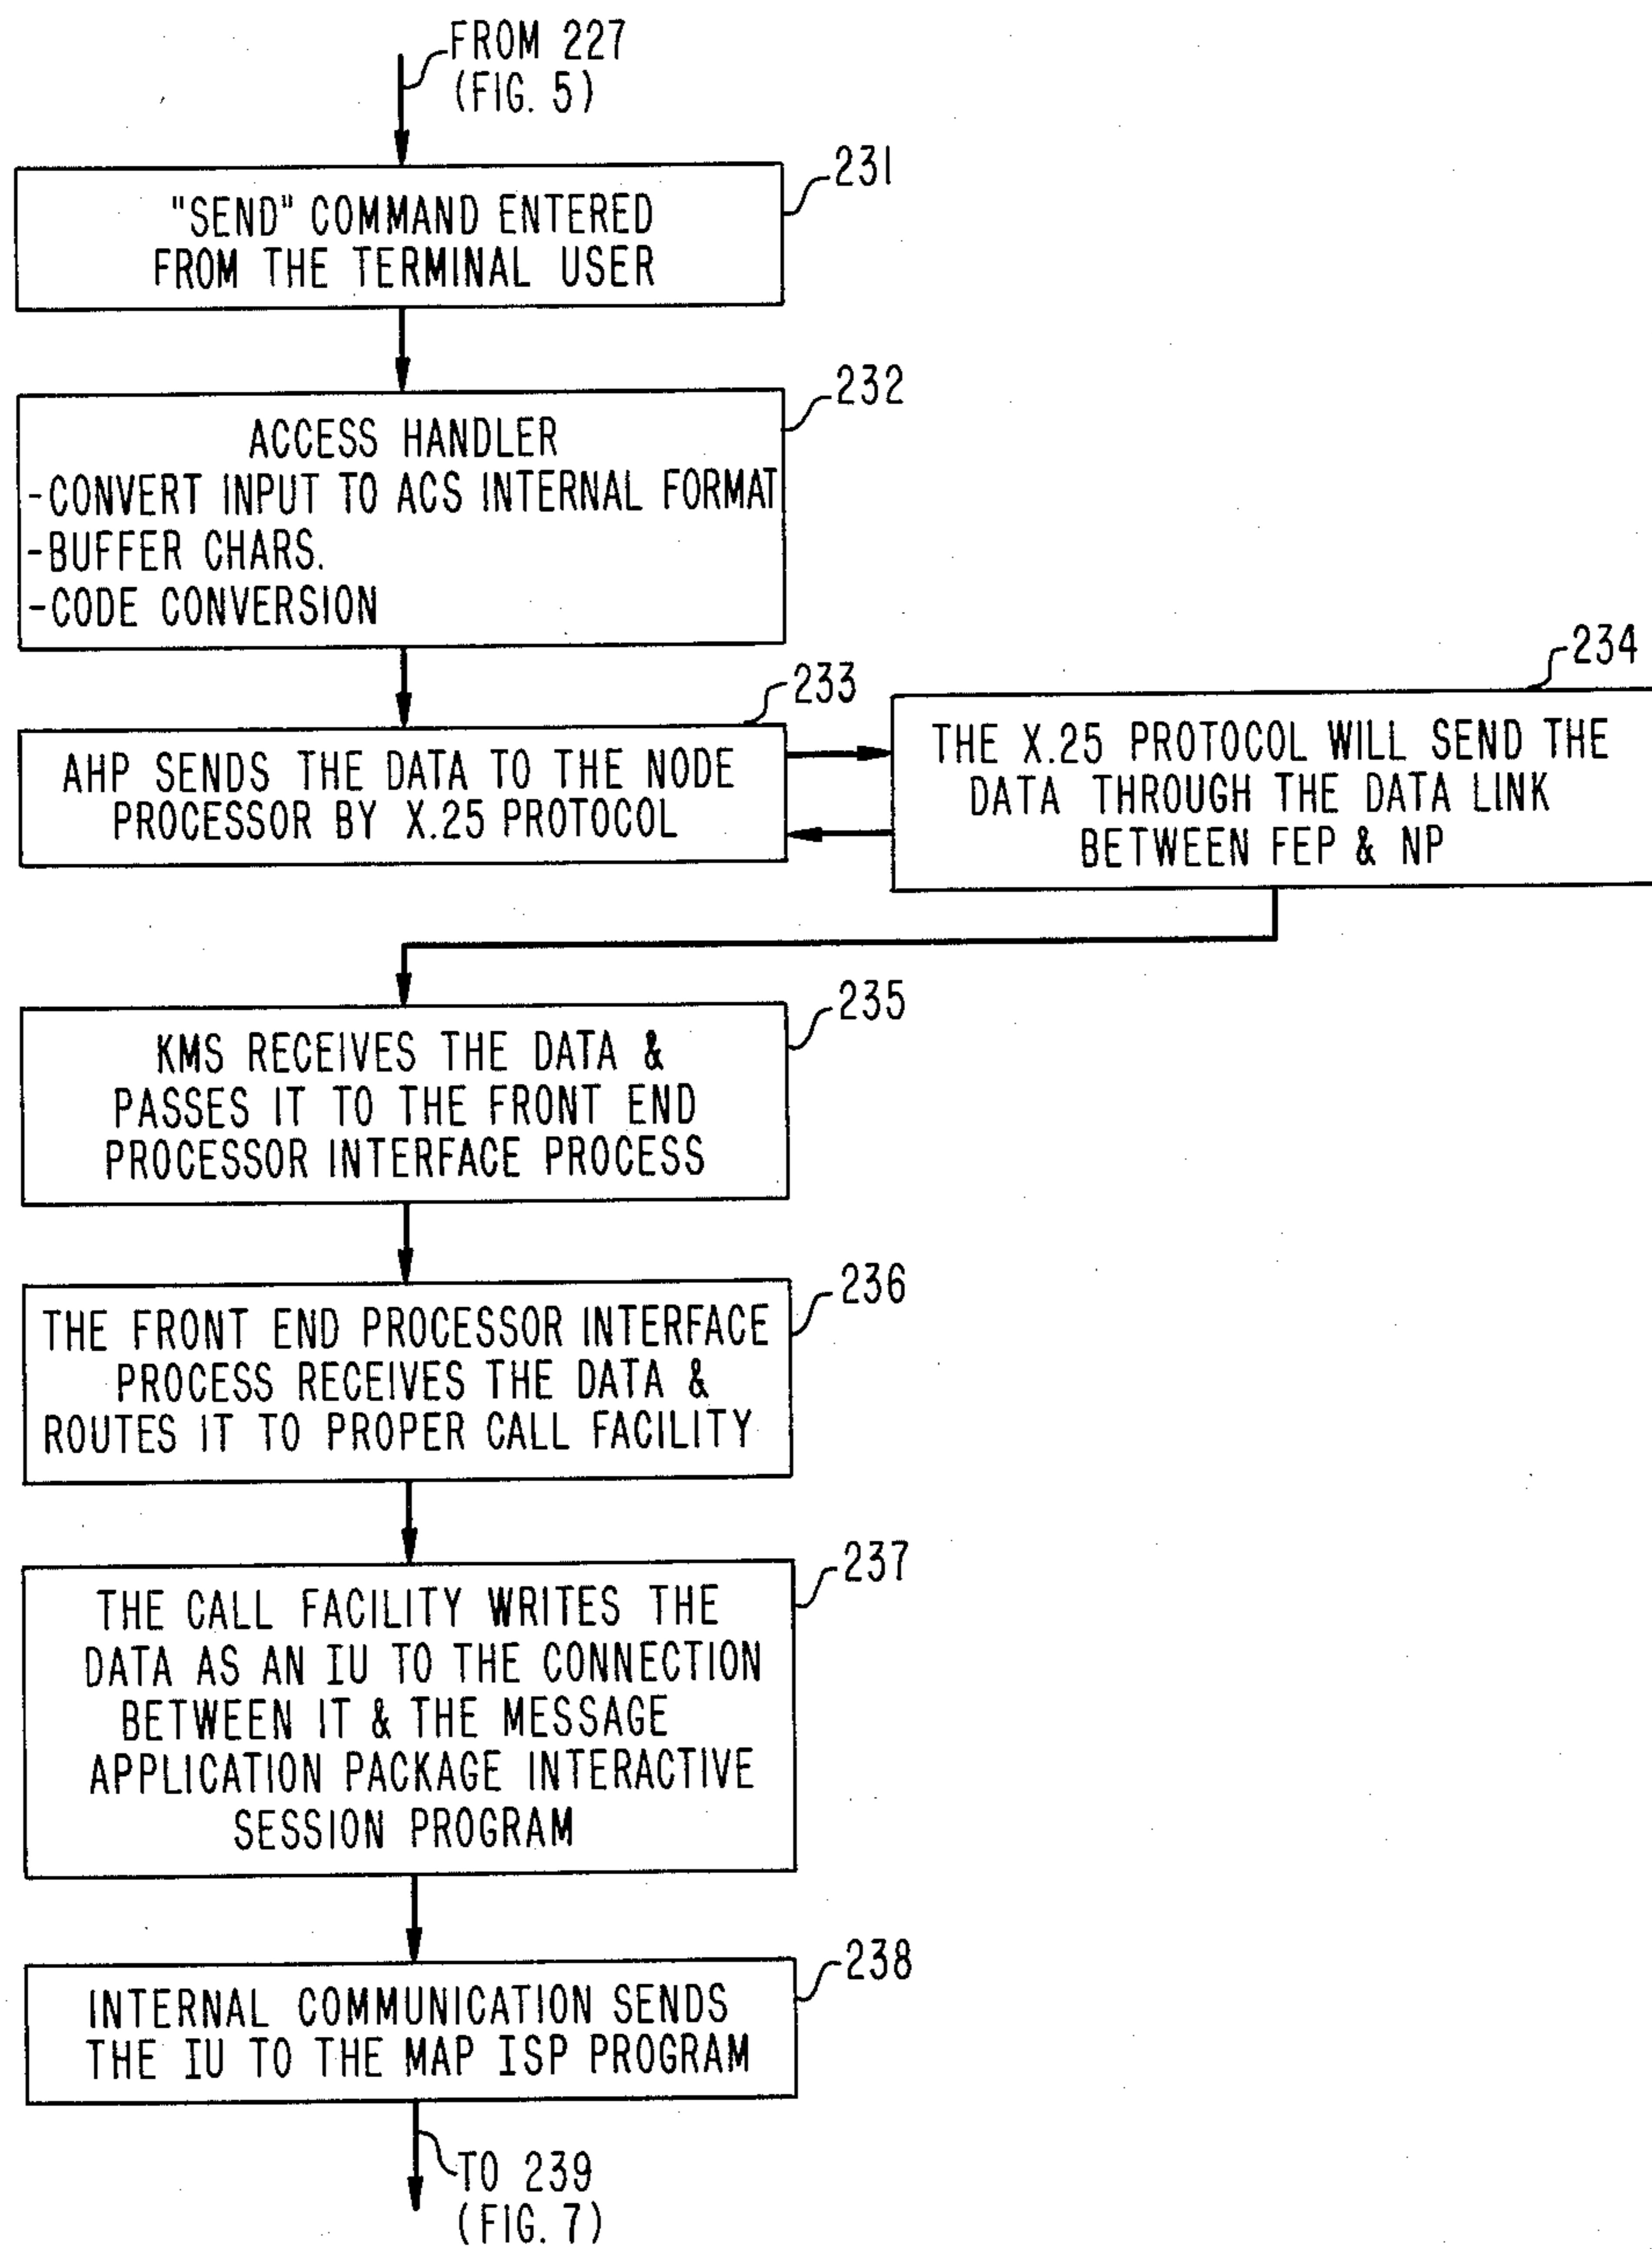 FROM 227
(FIG. 5)
231
"SEND" COMMAND ENTERED
FROM THE TERMINAL USER
232
ACCESS HANDLER
-CONVERT INPUT TO ACS INTERNAL FORMAT
-BUFFER CHARS.
-CODE CONVERSION
233
AHP SENDS THE DATA TO THE NODE
PROCESSOR BY X.25 PROTOCOL
234
THE X.25 PROTOCOL WILL SEND THE
DATA THROUGH THE DATA LINK
BETWEEN FEP & NP
235
KMS RECEIVES THE DATA &
PASSES IT TO THE FRONT END
PROCESSOR INTERFACE PROCESS
236
THE FRONT END PROCESSOR INTERFACE
PROCESS RECEIVES THE DATA &
ROUTES IT TO PROPER CALL FACILITY
237
THE CALL FACILITY WRITES THE
DATA AS AN IU TO THE CONNECTION
BETWEEN IT & THE MESSAGE
APPLICATION PACKAGE INTERACTIVE
SESSION PROGRAM
238
INTERNAL COMMUNICATION SENDS
THE IU TO THE MAP ISP PROGRAM
TO 239
(FIG. 7)